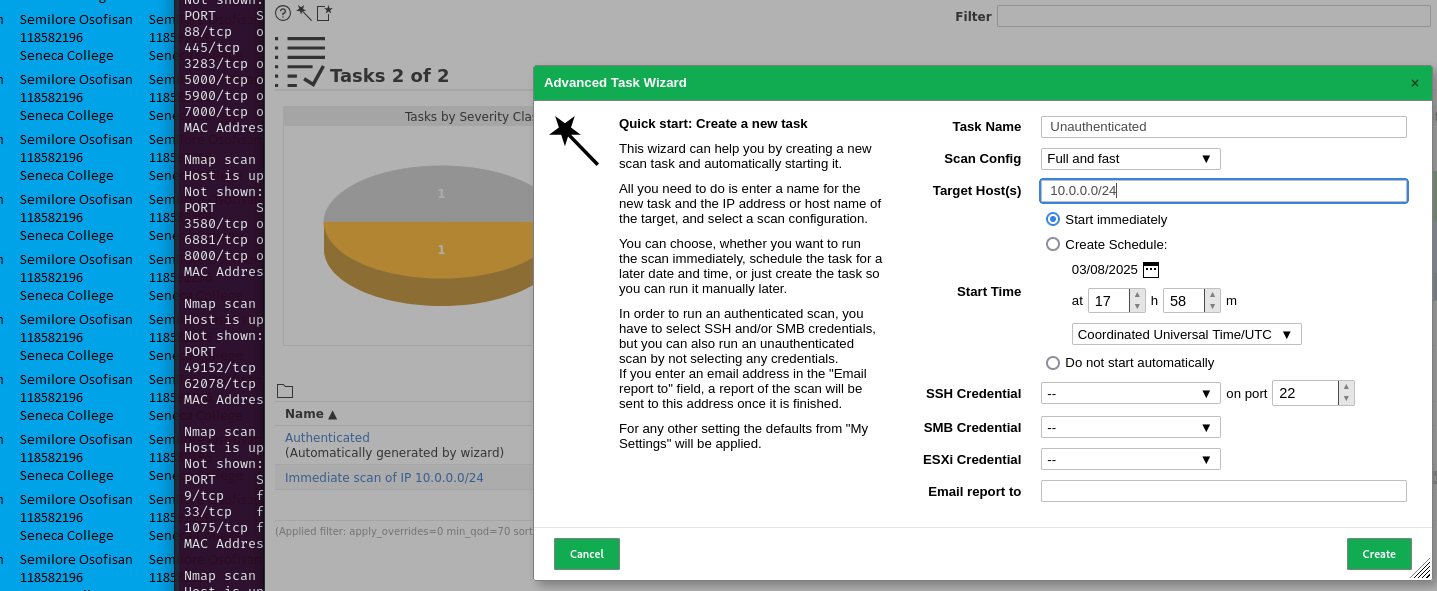 Semilore Osofisan
118582196
Seneca College
Semilore Osofisan
118582196
Seneca College
Semilore Osofisan
118582196
Seneca College
Semilore Osofisan
118582196
Seneca College
Semilore Osofisan
118582196
Seneca College
Semilore Osofisan
118582196
Seneca College
Semilore Osofisan
118582196
Seneca College
Semilore Osofisan
118582196
Seneca College
Semilore Osofisan
118582196
Seneca College
Semilore Osofisan
118582196
Not shown:
PORT S
88/tcp o
445/tcp o
3283/tcp o
5000/tcp o
5900/tcp o
7000/tcp o
MAC Addres
Nmap scan
Host is up
Not shown:
PORT S
3580/tcp o
6881/tcp o
8000/tcp o
MAC Addres
Nmap scan
Host is up
Not shown:
PORT
49152/tcp
62078/tcp
MAC Addres
Nmap scan
Host is up
Not shown:
PORT S
9/tcp f
33/tcp f
1075/tcp f
MAC Addres
Nmap scan
Host is up
Filter
Tasks 2 of 2
Tasks by Severity Clas
1
1
Name ▲
Authenticated
(Automatically generated by wizard)
Immediate scan of IP 10.0.0.0/24
(Applied filter: apply_overrides=0 min_qod=70 sort
Advanced Task Wizard ×
Quick start: Create a new task
This wizard can help you by creating a new
scan task and automatically starting it.
All you need to do is enter a name for the
new task and the IP address or host name of
the target, and select a scan configuration.
You can choose, whether you want to run
the scan immediately, schedule the task for a
later date and time, or just create the task so
you can run it manually later.
In order to run an authenticated scan, you
have to select SSH and/or SMB credentials,
but you can also run an unauthenticated
scan by not selecting any credentials.
If you enter an email address in the "Email
report to" field, a report of the scan will be
sent to this address once it is finished.
For any other setting the defaults from "My
Settings" will be applied.
Task Name Unauthenticated
Scan Config Full and fast ▼
Target Host(s) 10.0.0.0/24
Start immediately
Create Schedule:
03/08/2025
Start Time
at 17 h 58 m
Coordinated Universal Time/UTC ▼
Do not start automatically
SSH Credential -- ▼ on port 22
SMB Credential -- ▼
ESXi Credential -- ▼
Email report to
Cancel Create